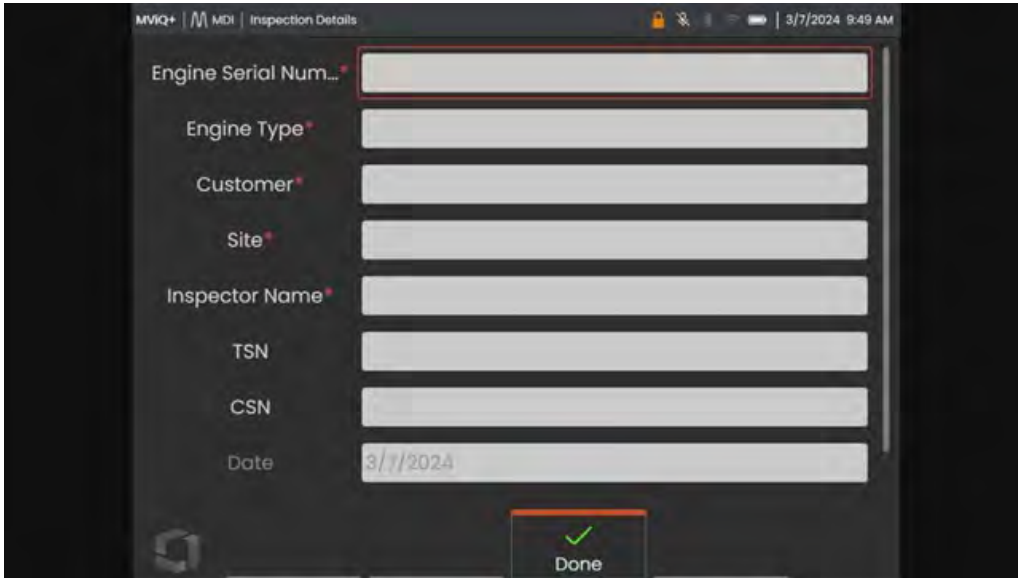 MViQ+ | MDI | Inspection Details 3/7/2024 9:49 AM
Engine Serial Num...*
Engine Type*
Customer*
Site*
Inspector Name*
TSN
CSN
Date 3/7/2024
Done